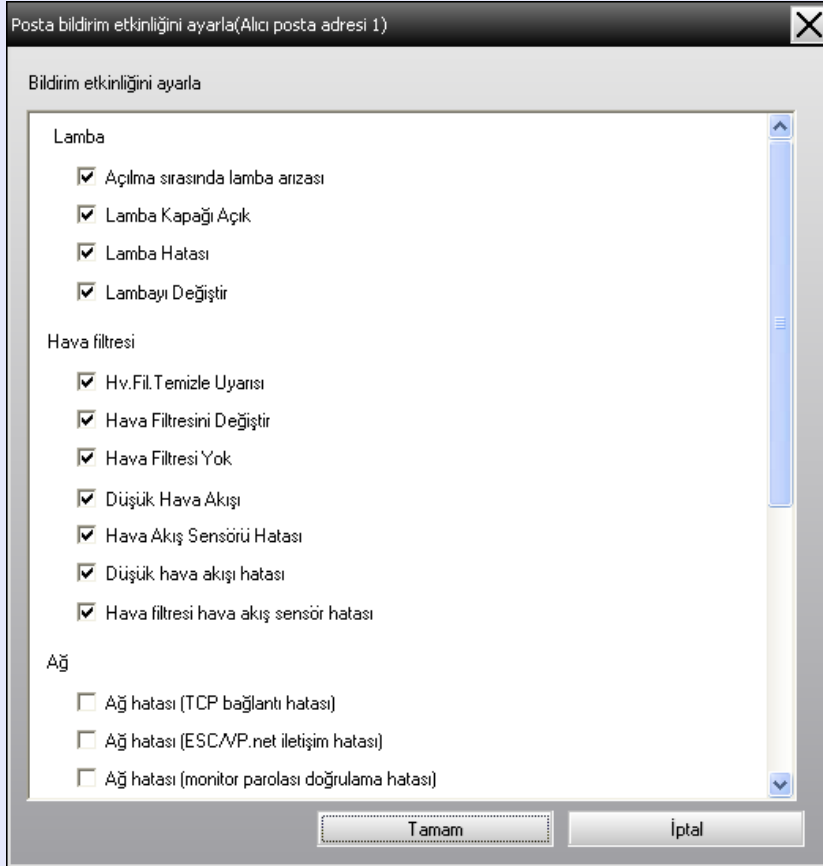 Posta bildirim etkinliğini ayarla(Alıcı posta adresi 1)
Bildirim etkinliğini ayarla
Lamba
Açılma sırasında lamba arızası
Lamba Kapağı Açık
Lamba Hatası
Lambayı Değiştir
Hava filtresi
Hv.Fil.Temizle Uyarısı
Hava Filtresini Değiştir
Hava Filtresi Yok
Düşük Hava Akışı
Hava Akış Sensörü Hatası
Düşük hava akışı hatası
Hava filtresi hava akış sensör hatası
Ağ
Ağ hatası (TCP bağlantı hatası)
Ağ hatası (ESC/VP.net iletişim hatası)
Ağ hatası (monitor parolası doğrulama hatası)
Tamam
İptal